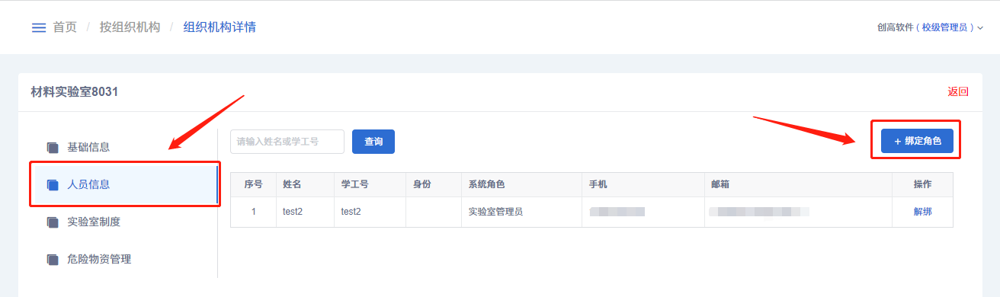 首页 / 按组织机构 / 组织机构详情
创高软件 ( 校级管理员 )
材料实验室8031
返回
基础信息
人员信息
实验室制度
危险物资管理
请输入姓名或学工号 查询
+ 绑定角色
序号 姓名 学工号 身份 系统角色 手机 邮箱 操作
1 test2 test2 实验室管理员 解绑